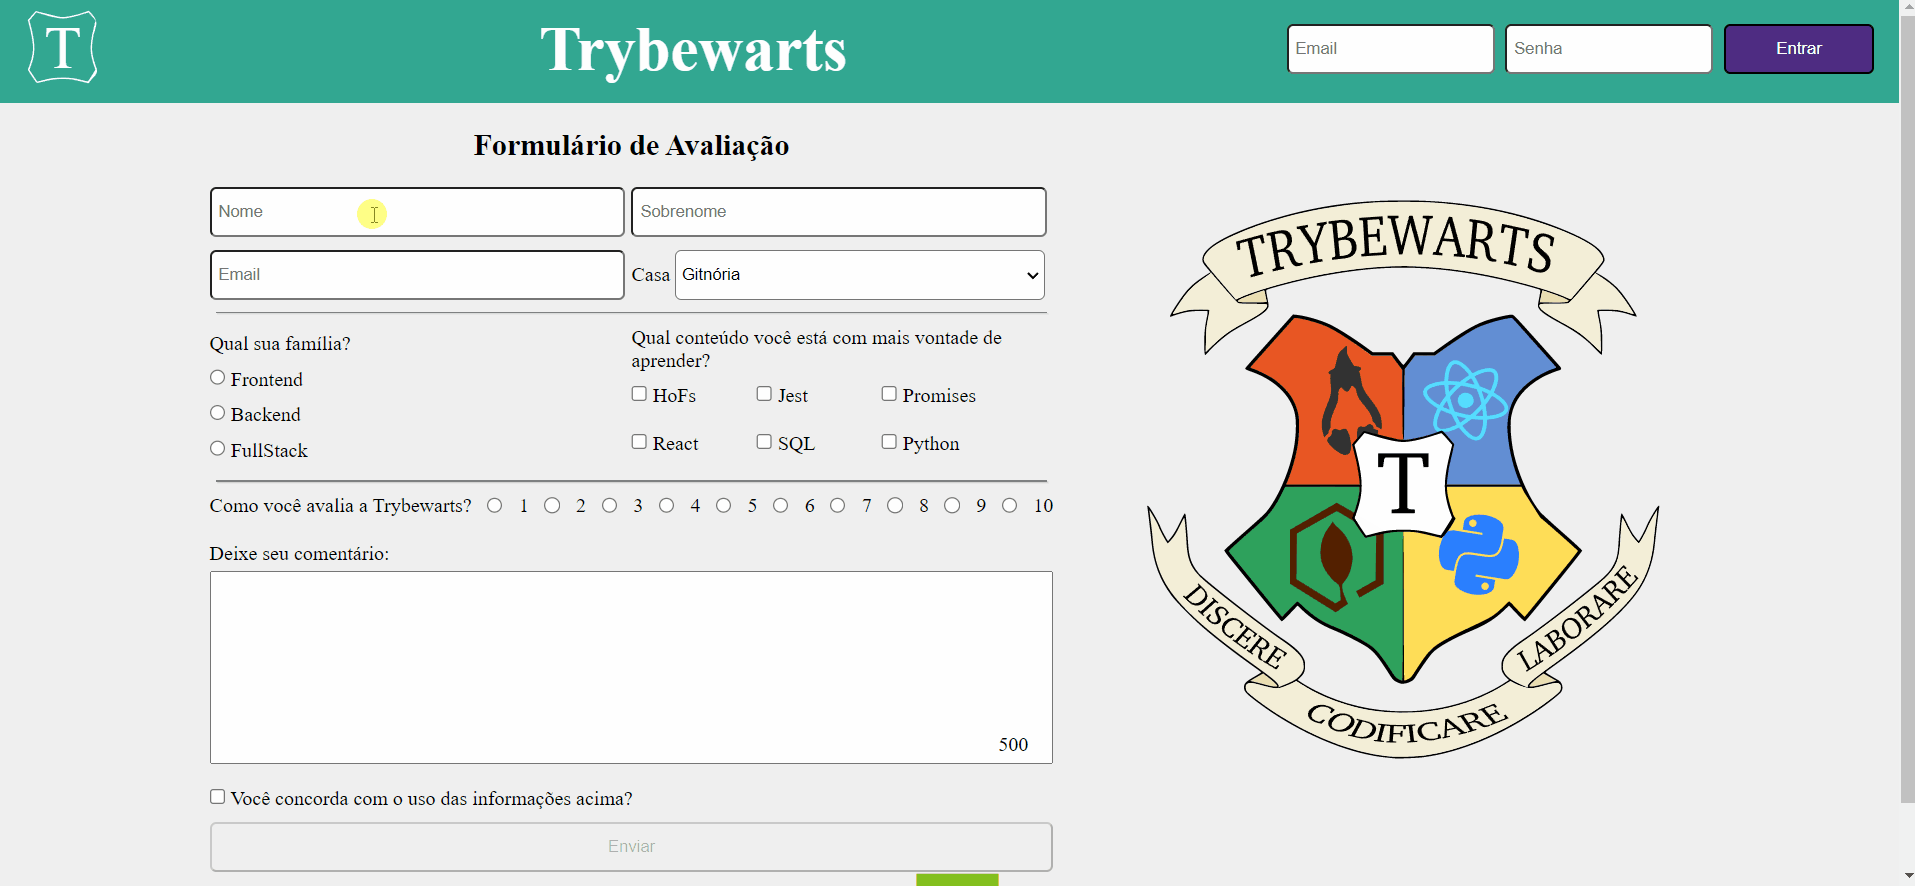 T
Trybewarts
Email
Senha
Entrar
Formulário de Avaliação
Nome
Sobrenome
Email
Casa
Gitnória
Qual sua família?
Frontend
Backend
FullStack
Qual conteúdo você está com mais vontade de
aprender?
HoFs
Jest
Promises
React
SQL
Python
Como você avalia a Trybewarts? 1 2 3 4 5 6 7 8 9 10
Deixe seu comentário:
500
Você concorda com o uso das informações acima?
Enviar
TRYBEWARTS
T
DISCERE
CODIFICARE
LABORARE